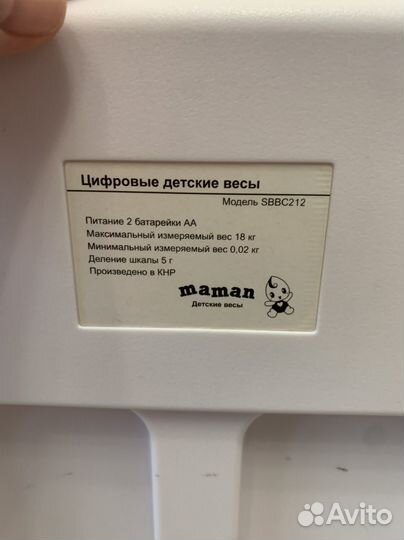 Цифровые детские весы
Модель SBBC212
Питание 2 батарейки АА
Максимальный измеряемый вес 18 кг
Минимальный измеряемый вес 0,02 кг
Деление шкалы 5 г
Произведено в КНР
maman
Детские весы
Avito